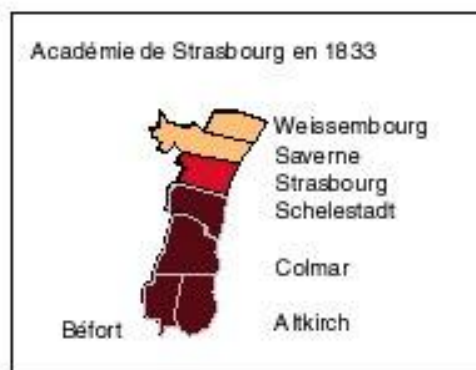 Académie de Strasbourg en 1833
Weissembourg
Saverne
Strasbourg
Schelestadt
Colmar
Béfort
Altkirch